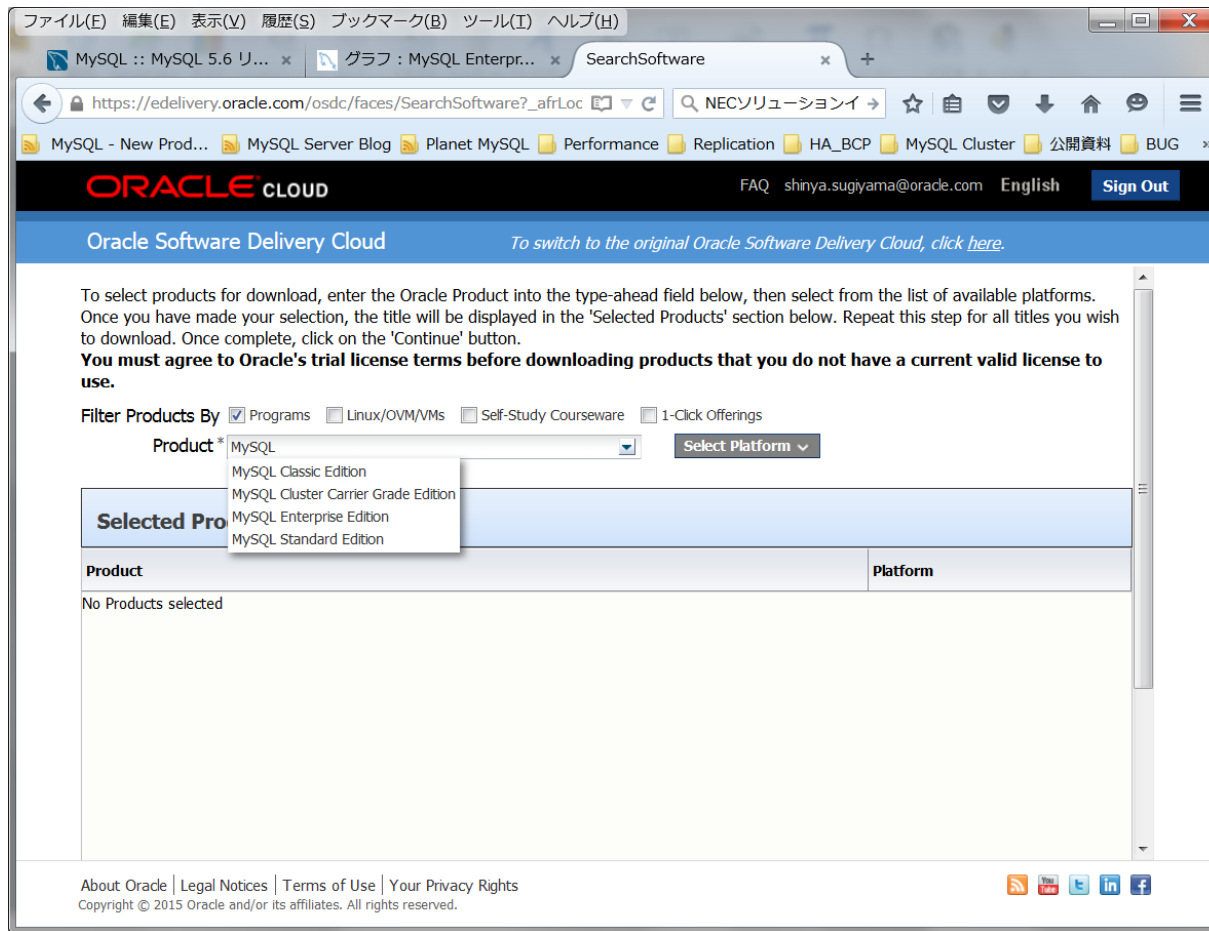 ファイル(F) 編集(E) 表示(V) 履歴(S) ブックマーク(B) ツール(T) ヘルプ(H)
MySQL :: MySQL 5.6 リ... × グラフ : MySQL Enterpr... × SearchSoftware × +
https://edelivery.oracle.com/osdc/faces/SearchSoftware?_afrLoc NECソリューションイ
MySQL - New Prod... MySQL Server Blog Planet MySQL Performance Replication HA_BCP MySQL Cluster 公開資料 BUG »
ORACLE CLOUD FAQ shinya.sugiyama@oracle.com English Sign Out
Oracle Software Delivery Cloud To switch to the original Oracle Software Delivery Cloud, click here.
To select products for download, enter the Oracle Product into the type-ahead field below, then select from the list of available platforms.
Once you have made your selection, the title will be displayed in the 'Selected Products' section below. Repeat this step for all titles you wish
to download. Once complete, click on the 'Continue' button.
You must agree to Oracle's trial license terms before downloading products that you do not have a current valid license to
use.
Filter Products By Programs Linux/OVM/VMs Self-Study Courseware 1-Click Offerings
Product * MySQL Select Platform
MySQL Classic Edition
MySQL Cluster Carrier Grade Edition
MySQL Enterprise Edition
MySQL Standard Edition
Selected Pro
Product Platform
No Products selected
About Oracle | Legal Notices | Terms of Use | Your Privacy Rights
Copyright © 2015 Oracle and/or its affiliates. All rights reserved.